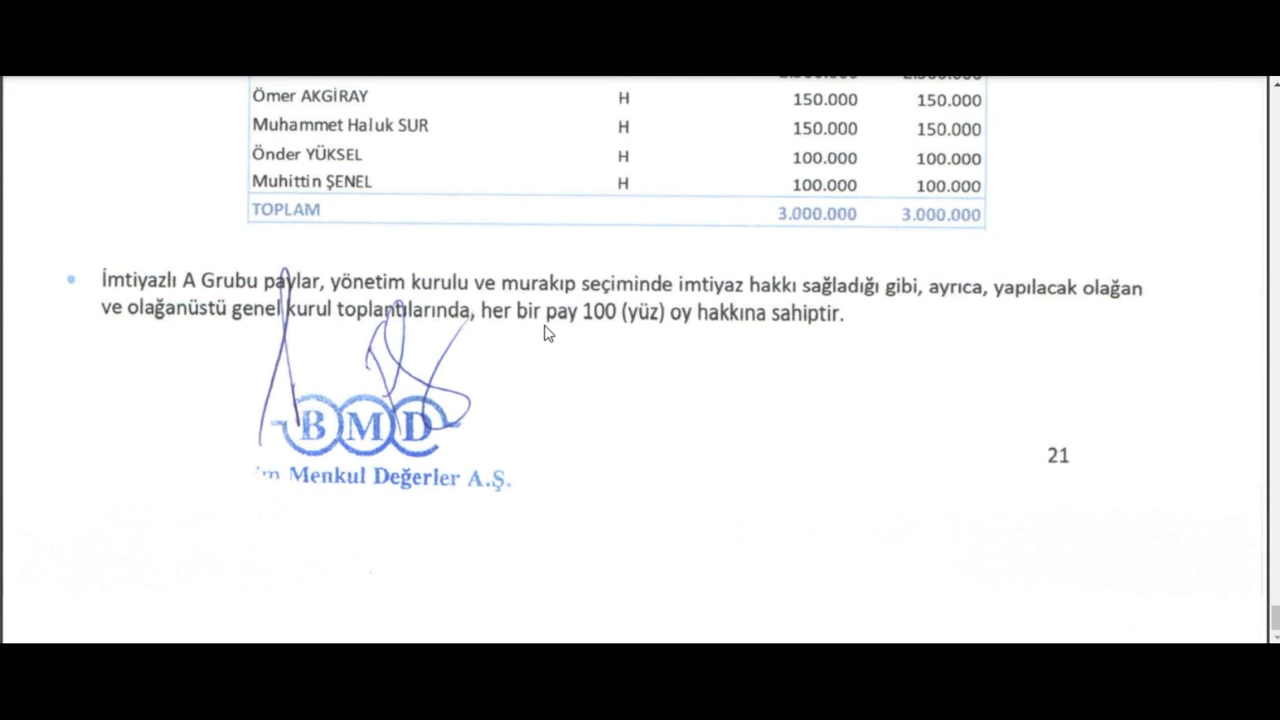 Ömer AKGİRAY H 150.000 150.000
Muhammet Haluk SUR H 150.000 150.000
Önder YÜKSEL H 100.000 100.000
Muhittin ŞENEL H 100.000 100.000
TOPLAM 3.000.000 3.000.000
İmtiyazlı A Grubu paylar, yönetim kurulu ve murakıp seçiminde imtiyaz hakkı sağladığı gibi, ayrıca, yapılacak olağan
ve olağanüstü genel kurul toplantılarında, her bir pay 100 (yüz) oy hakkına sahiptir.
BMD
Menkul Değerler A.Ş.
21